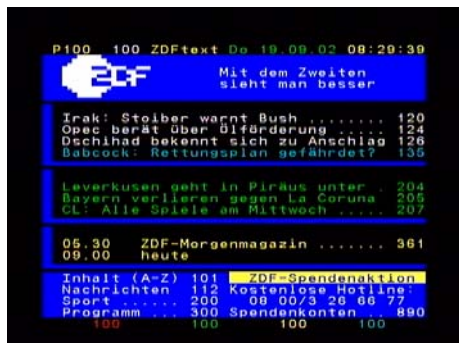 P100 100 ZDFtext Do 19.09.02 08:29:39
ZDF
Mit dem Zweiten
sieht man besser
Irak: Stoiber warnt Bush ........ 120
Opec berät über Ölförderung ..... 124
Dschihad bekennt sich zu Anschlag 126
Babcock: Rettungsplan gefährdet? 135
Leverkusen geht in Piräus unter . 204
Bayern verlieren gegen La Coruna 205
CL: Alle Spiele am Mittwoch ..... 207
05.30 ZDF-Morgenmagazin ....... 361
09.00 heute
Inhalt (A-Z) 101 ZDF-Spendenaktion
Nachrichten 112 Kostenlose Hotline:
Sport ...... 200 08 00/3 26 66 77
Programm ... 300 Spendenkonten .. 890
100 100 100 100